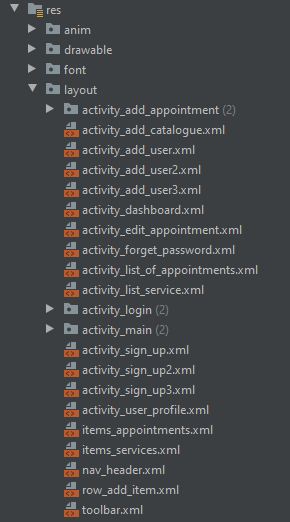 res
anim
drawable
font
layout
activity_add_appointment (2)
activity_add_catalogue.xml
activity_add_user.xml
activity_add_user2.xml
activity_add_user3.xml
activity_dashboard.xml
activity_edit_appointment.xml
activity_forget_password.xml
activity_list_of_appointments.xml
activity_list_service.xml
activity_login (2)
activity_main (2)
activity_sign_up.xml
activity_sign_up2.xml
activity_sign_up3.xml
activity_user_profile.xml
items_appointments.xml
items_services.xml
nav_header.xml
row_add_item.xml
toolbar.xml